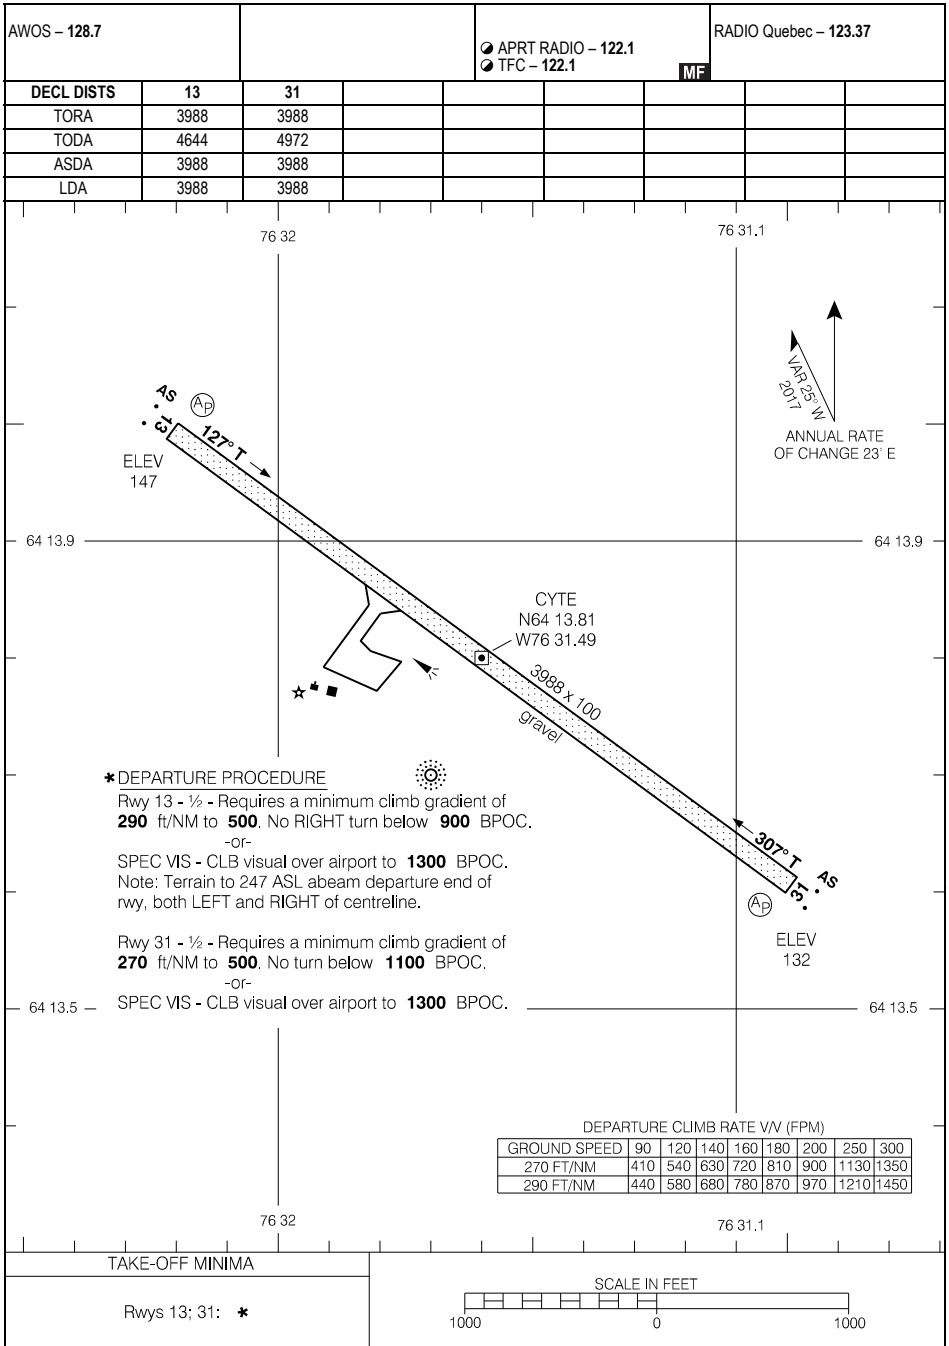 AWOS – 128.7
APRT RADIO – 122.1
TFC – 122.1
MF
RADIO Quebec – 123.37
DECL DISTS 13 31
TORA 3988 3988
TODA 4644 4972
ASDA 3988 3988
LDA 3988 3988
76 32
76 31.1
VAR 25° W
2017
ANNUAL RATE
OF CHANGE 23' E
AS
AP
13
127° T
ELEV
147
64 13.9
64 13.9
CYTE
N64 13.81
W76 31.49
3988 x 100
gravel
* DEPARTURE PROCEDURE
Rwy 13 - ½ - Requires a minimum climb gradient of
290 ft/NM to 500. No RIGHT turn below 900 BPOC.
-or-
SPEC VIS - CLB visual over airport to 1300 BPOC.
Note: Terrain to 247 ASL abeam departure end of
rwy, both LEFT and RIGHT of centreline.
Rwy 31 - ½ - Requires a minimum climb gradient of
270 ft/NM to 500. No turn below 1100 BPOC.
-or-
SPEC VIS - CLB visual over airport to 1300 BPOC.
307° T
31
AS
AP
ELEV
132
64 13.5
64 13.5
DEPARTURE CLIMB RATE V/V (FPM)
GROUND SPEED 90 120 140 160 180 200 250 300
270 FT/NM 410 540 630 720 810 900 1130 1350
290 FT/NM 440 580 680 780 870 970 1210 1450
76 32
76 31.1
TAKE-OFF MINIMA
Rwys 13; 31: *
SCALE IN FEET
1000 0 1000